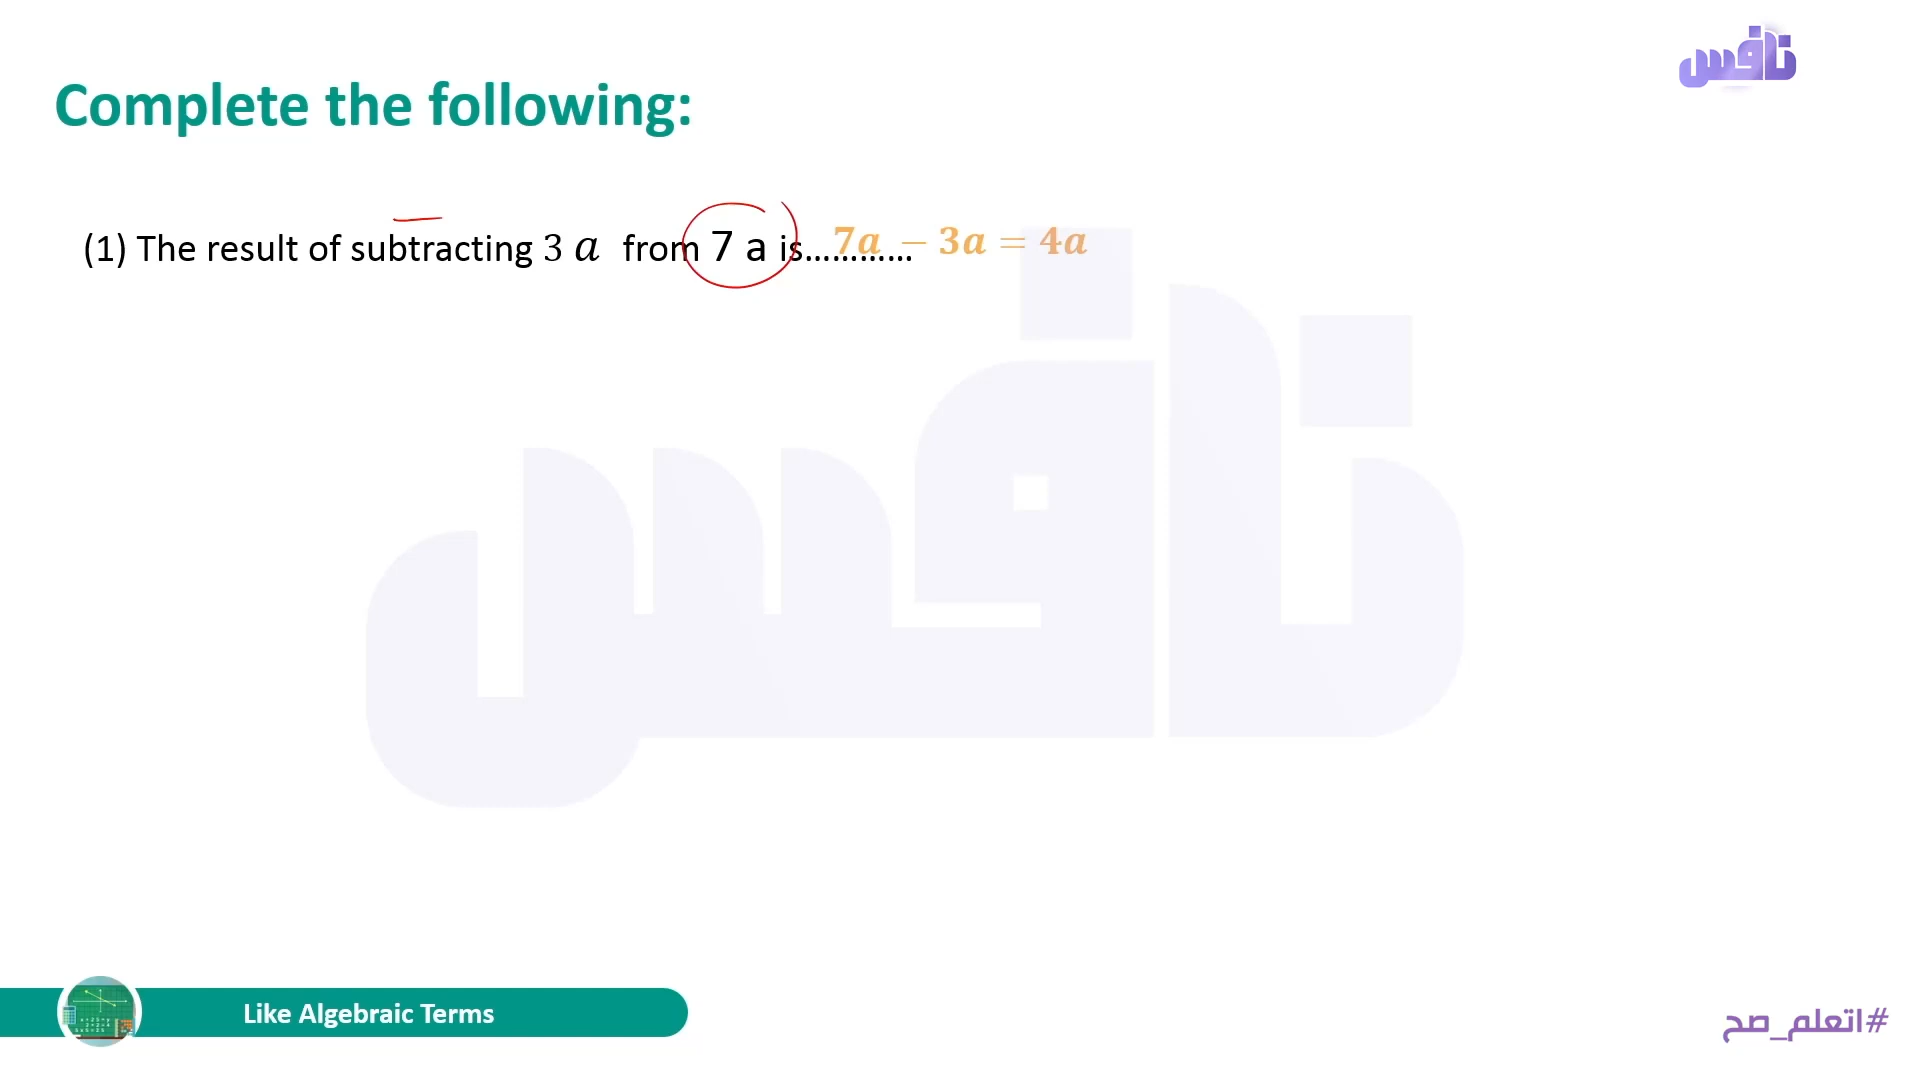 نافس
Complete the following:
(1) The result of subtracting 3 a from 7 a is............ 7a − 3a = 4a
Like Algebraic Terms
#اتعلم_صح